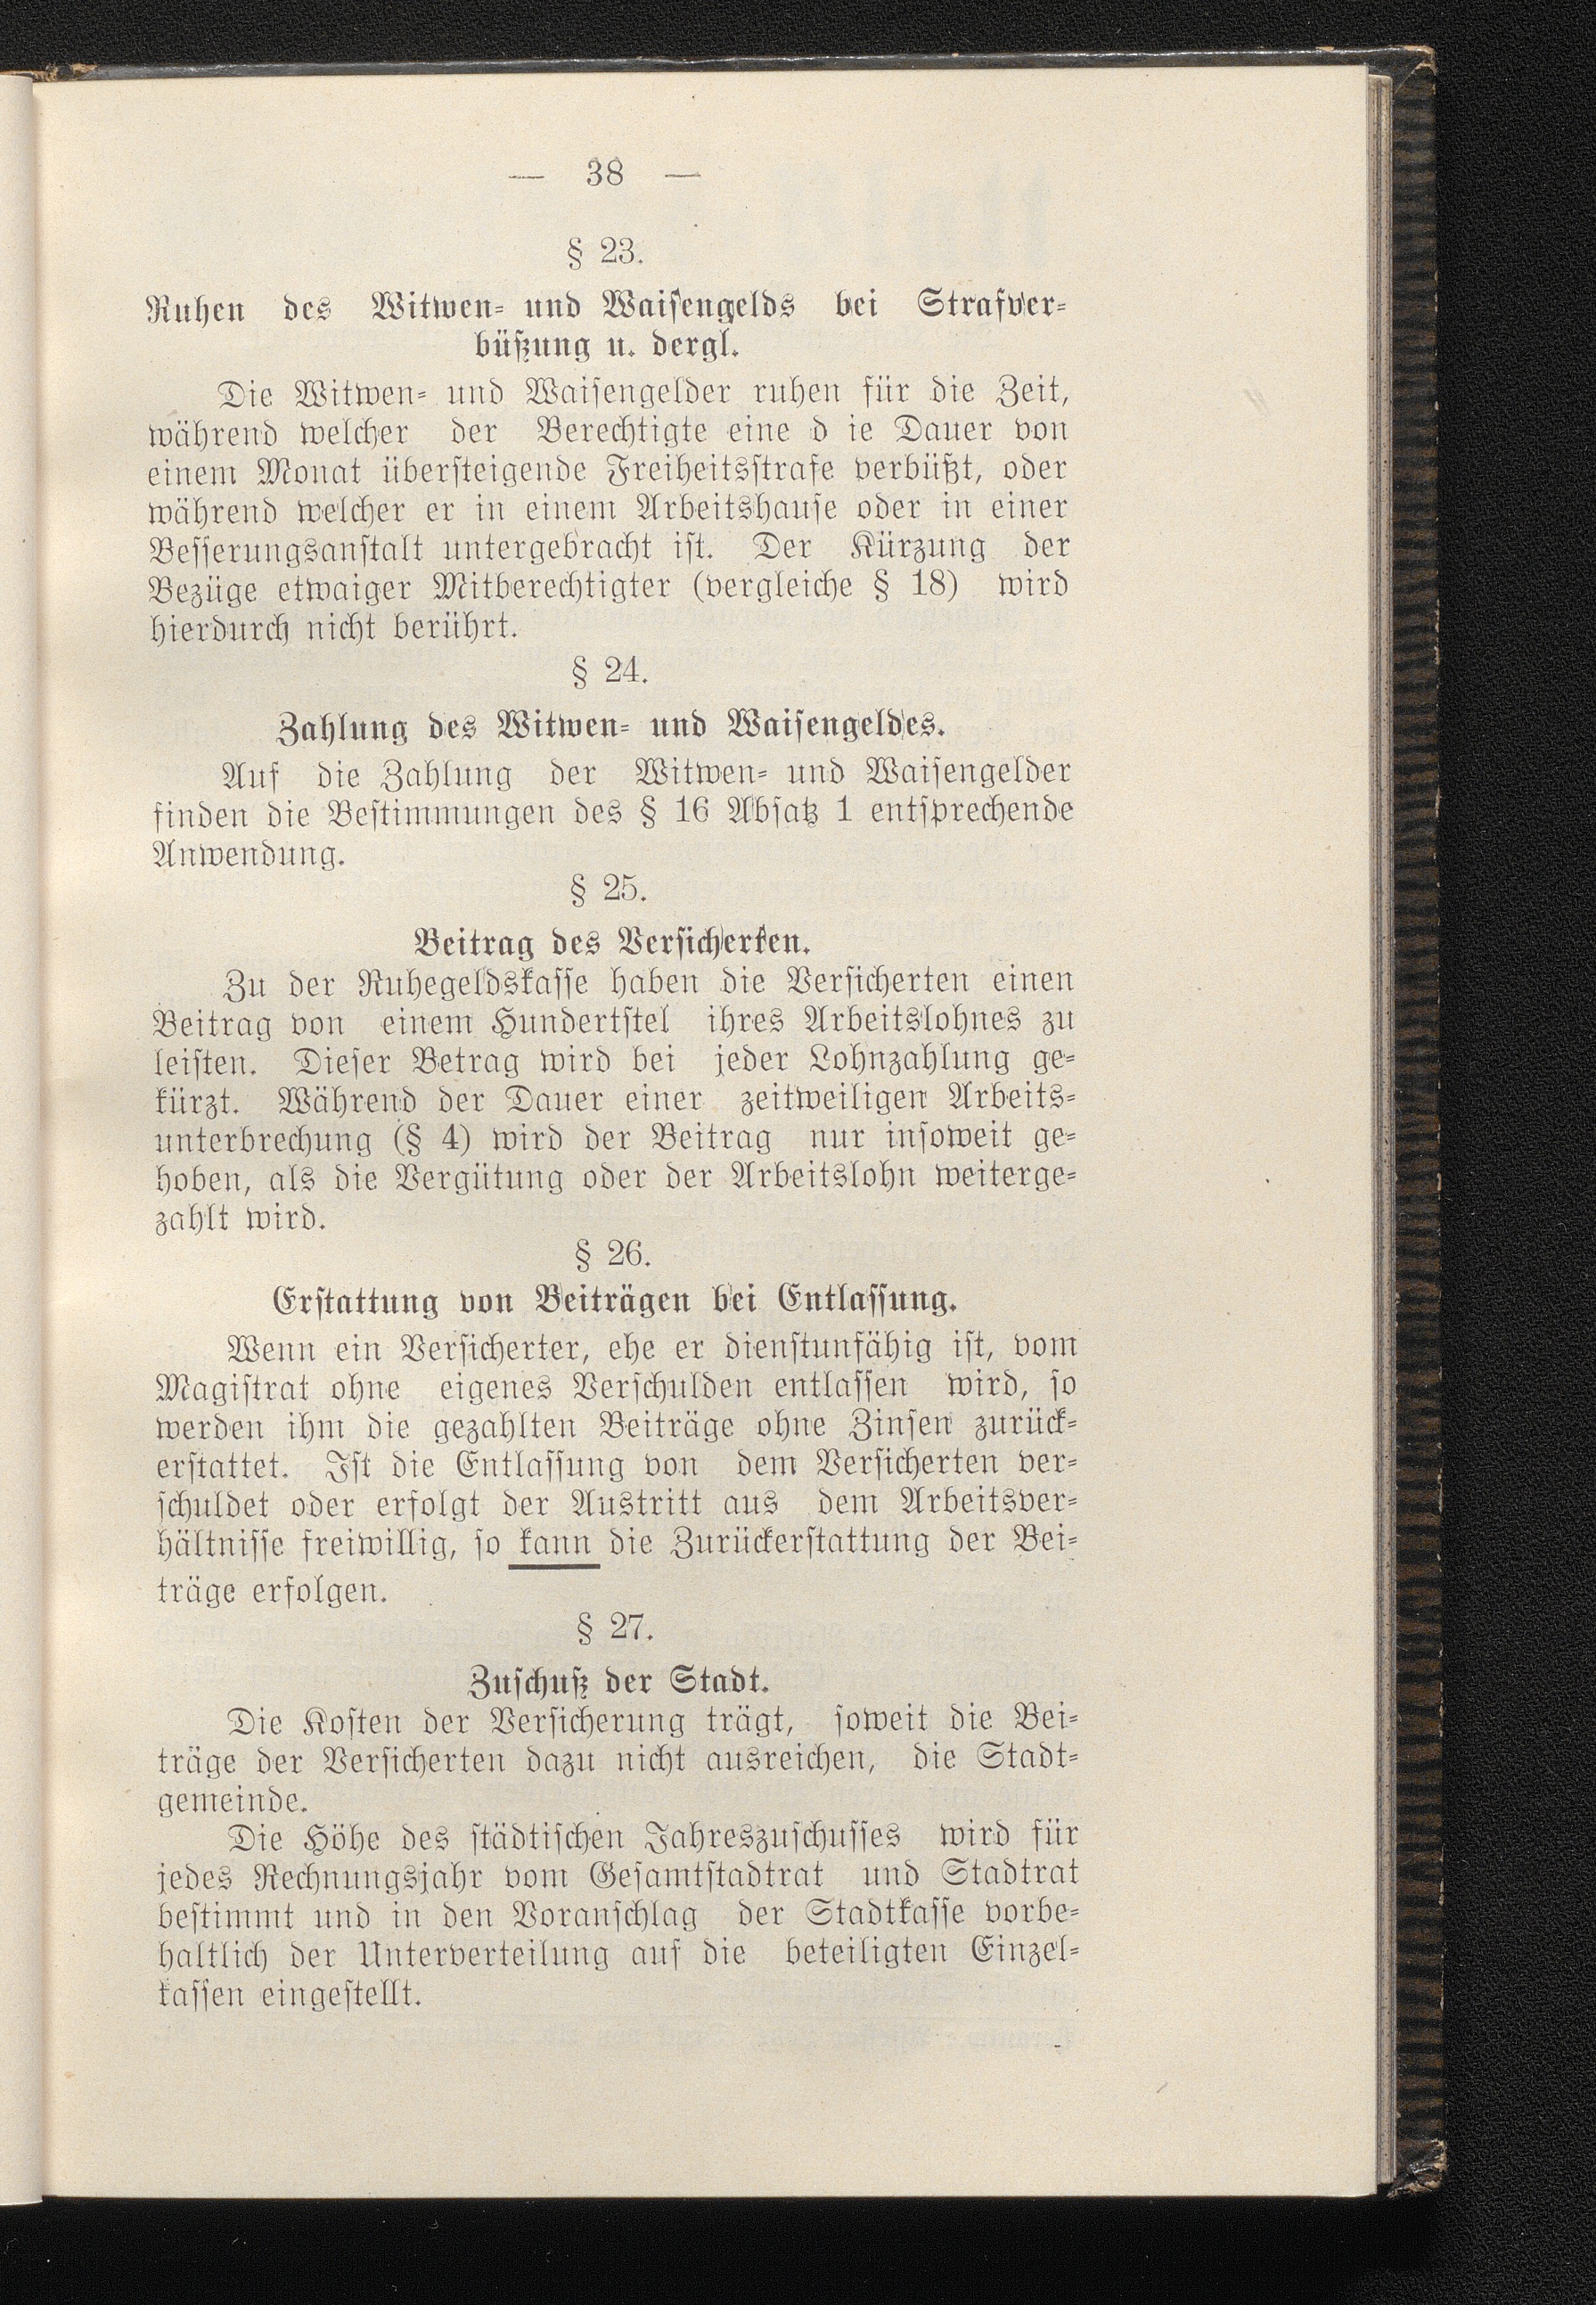 — 38 —
§ 23.
Ruhen des Witwen- und Waisengelds bei Strafver-
büßung u. dergl.
Die Witwen- und Waisengelder ruhen für die Zeit,
während welcher der Berechtigte eine d ie Dauer von
einem Monat übersteigende Freiheitsstrafe verbüßt, oder
während welcher er in einem Arbeitshause oder in einer
Besserungsanstalt untergebracht ist. Der Kürzung der
Bezüge etwaiger Mitberechtigter (vergleiche § 18) wird
hierdurch nicht berührt.
§ 24.
Zahlung des Witwen- und Waisengeldes.
Auf die Zahlung der Witwen- und Waisengelder
finden die Bestimmungen des § 16 Absatz 1 entsprechende
Anwendung.
§ 25.
Beitrag des Versicherten.
Zu der Ruhegeldskasse haben die Versicherten einen
Beitrag von einem Hundertstel ihres Arbeitslohnes zu
leisten. Dieser Betrag wird bei jeder Lohnzahlung ge-
kürzt. Während der Dauer einer zeitweiligen Arbeits-
unterbrechung (§ 4) wird der Beitrag nur insoweit ge-
hoben, als die Vergütung oder der Arbeitslohn weiterge-
zahlt wird.
§ 26.
Erstattung von Beiträgen bei Entlassung.
Wenn ein Versicherter, ehe er dienstunfähig ist, vom
Magistrat ohne eigenes Verschulden entlassen wird, so
werden ihm die gezahlten Beiträge ohne Zinsen zurück-
erstattet. Ist die Entlassung von dem Versicherten ver-
schuldet oder erfolgt der Austritt aus dem Arbeitsver-
hältnisse freiwillig, so kann die Zurückerstattung der Bei-
träge erfolgen.
§ 27.
Zuschuß der Stadt.
Die Kosten der Versicherung trägt, soweit die Bei-
träge der Versicherten dazu nicht ausreichen, die Stadt-
gemeinde.
Die Höhe des städtischen Jahreszuschusses wird für
jedes Rechnungsjahr vom Gesamtstadtrat und Stadtrat
bestimmt und in den Voranschlag der Stadtkasse vorbe-
haltlich der Unterverteilung auf die beteiligten Einzel-
kassen eingestellt.